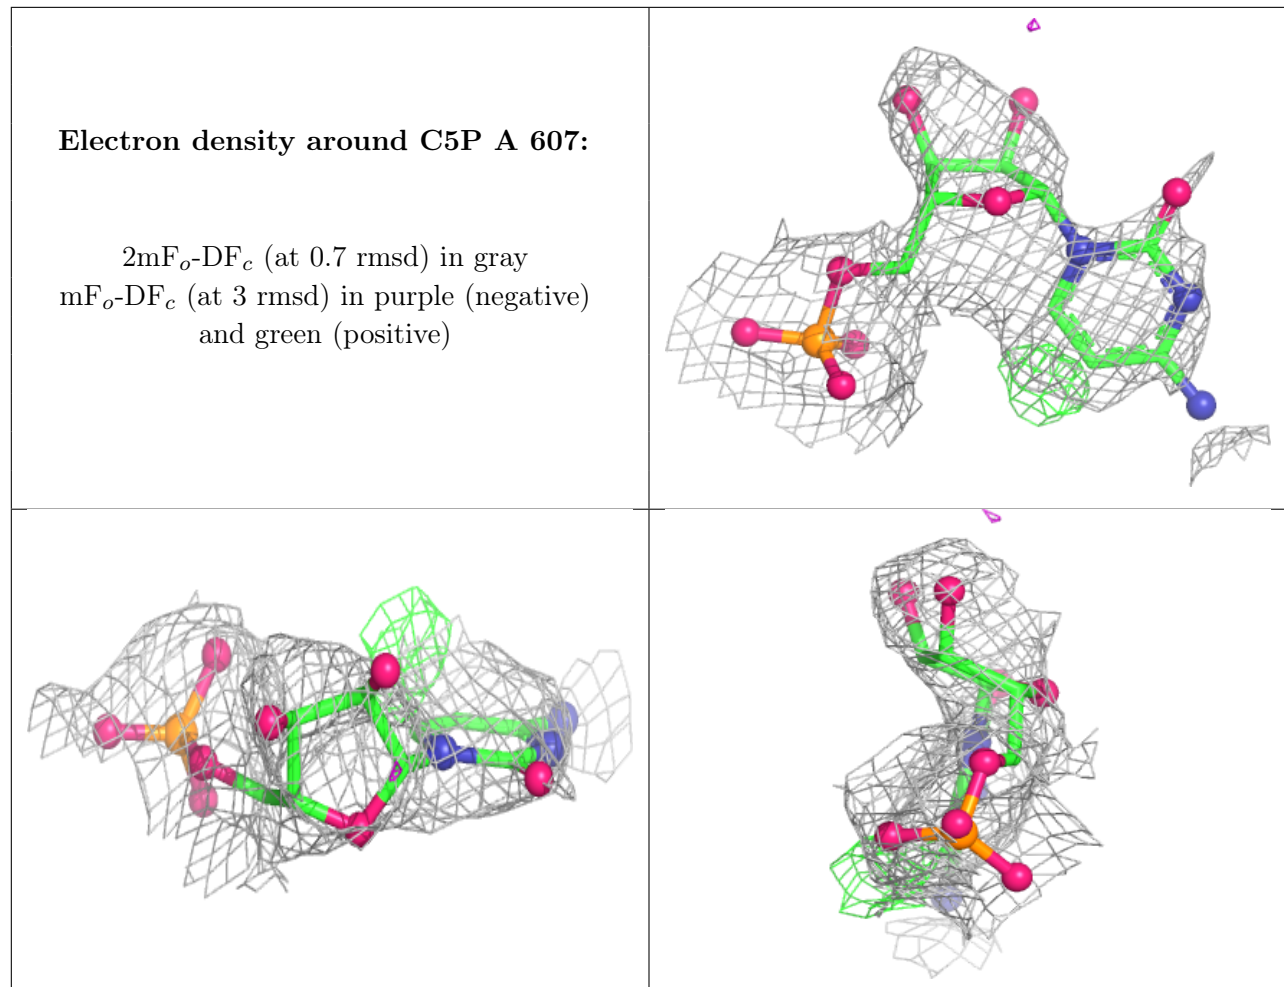 Electron density around C5P A 607:
2mFo-DFc (at 0.7 rmsd) in gray
mFo-DFc (at 3 rmsd) in purple (negative)
and green (positive)